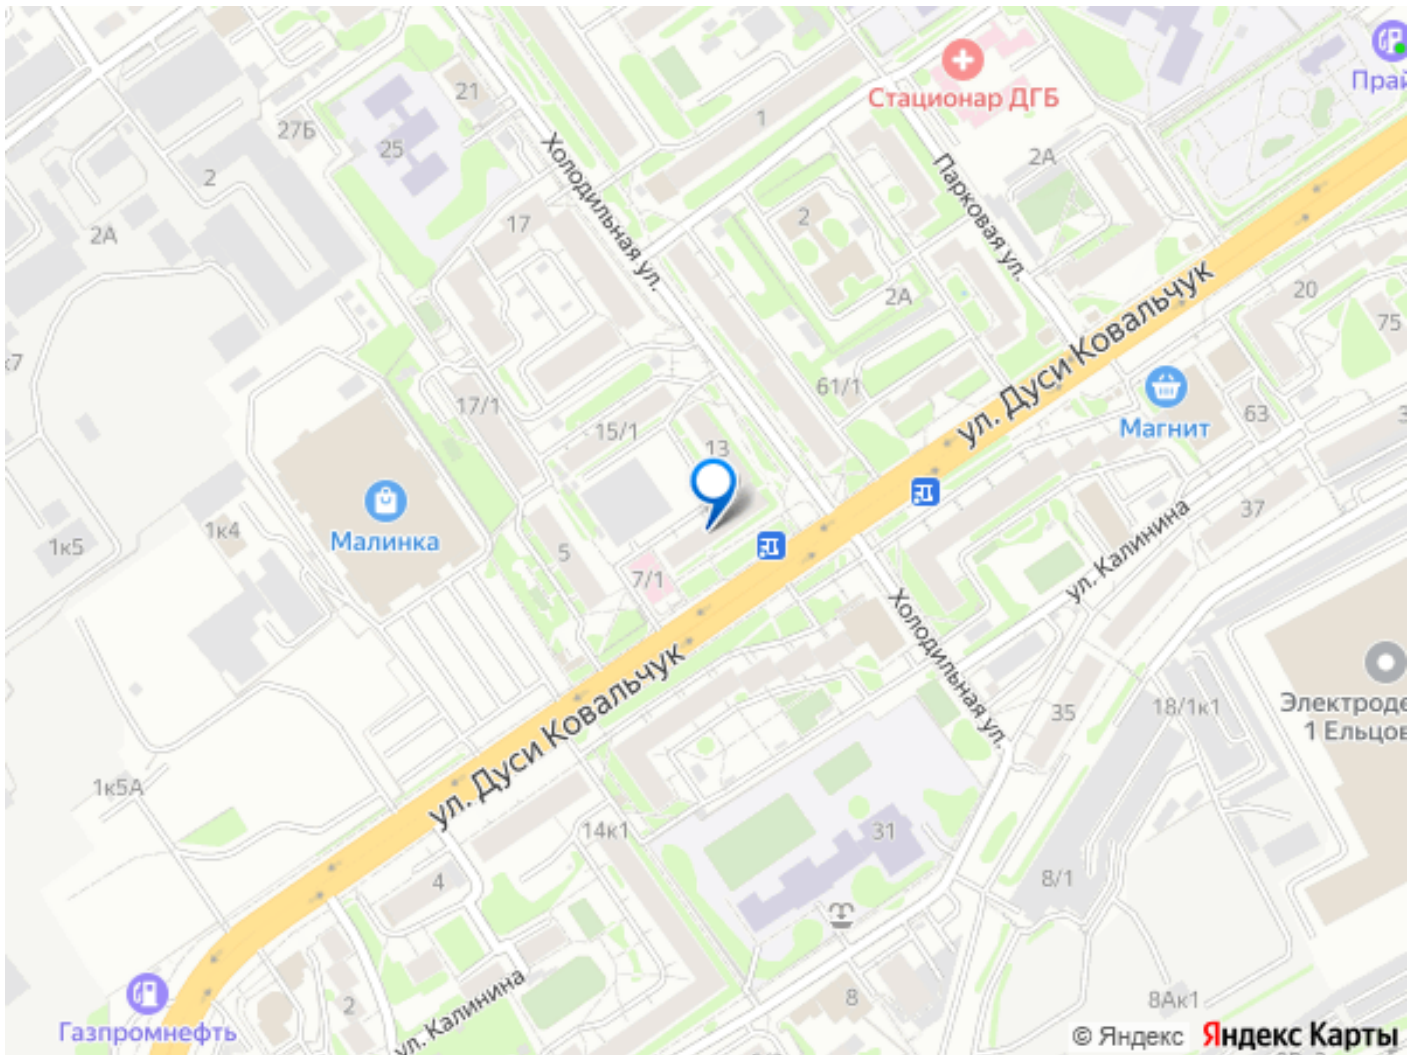 Прай
Стационар ДГБ
21
27Б
25
1
2
2А
17
2
2А
2А
Холодильная ул.
Парковая ул.
ул. Дуси Ковальчук
20
75
к7
17/1
15/1
61/1
Магнит
63
3
13
Малинка
1к4
1к5
5
7/1
37
ул. Калинина
Холодильная ул.
35
18/1к1
Электроде
1 Ельцов
ул. Дуси Ковальчук
1к5А
14к1
31
4
8/1
2
8
8Ак1
ул. Калинина
Газпромнефть
© Яндекс Яндекс Карты